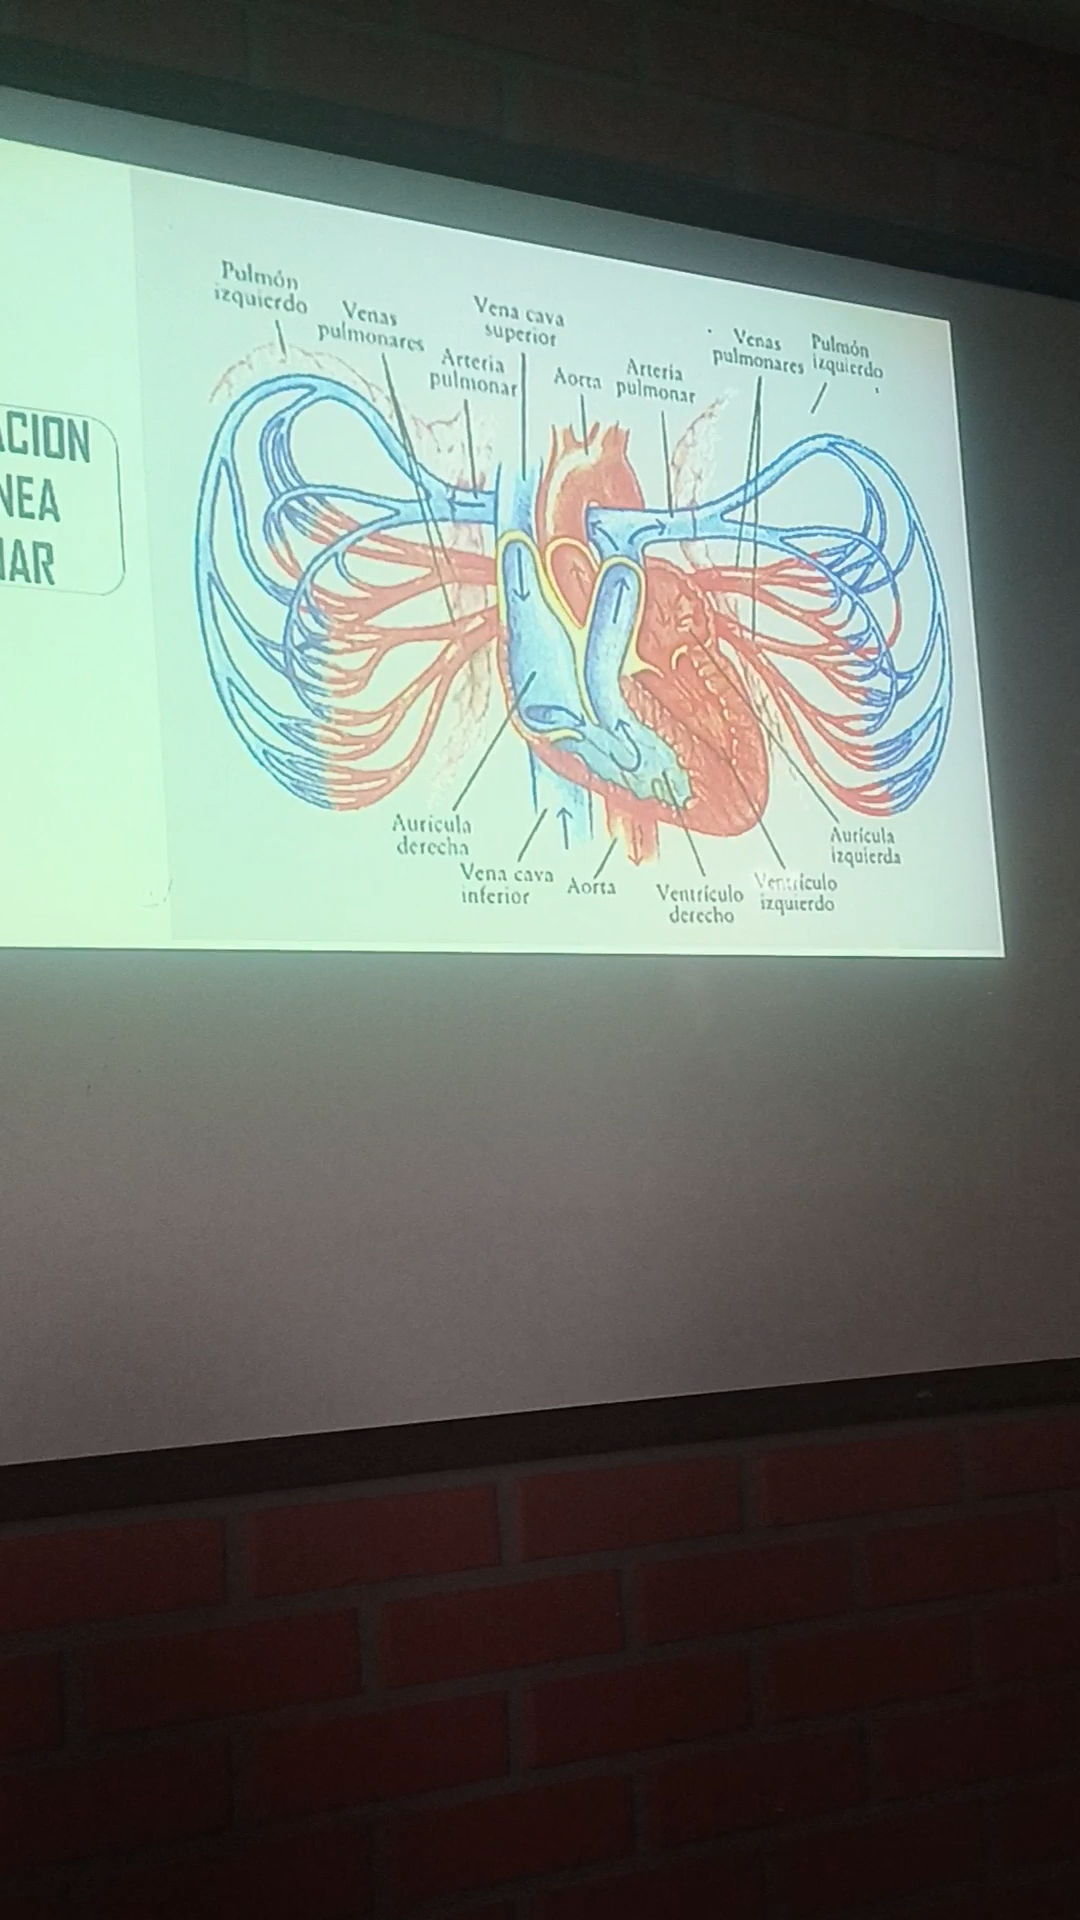 ACION
NEA
NAR
Pulmón
izquierdo
Venas
pulmonares
Arteria
pulmonar
Vena cava
superior
Aorta
Arteria
pulmonar
Venas
pulmonares
Pulmón
izquierdo
Aurícula
derecha
Vena cava
inferior
Aorta
Ventrículo
derecho
Ventrículo
izquierdo
Aurícula
izquierda